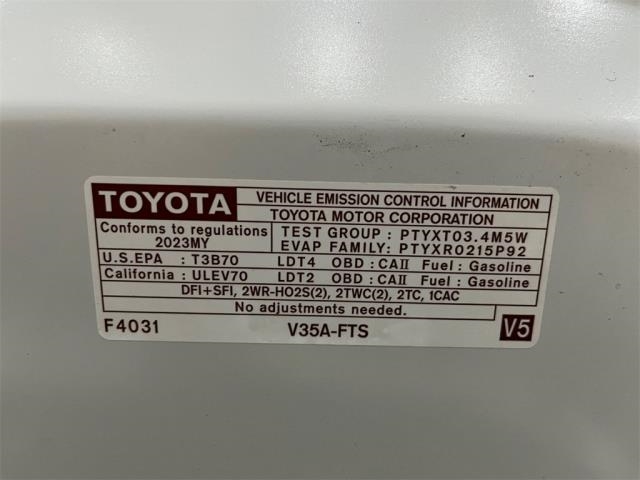 TOYOTA VEHICLE EMISSION CONTROL INFORMATION
TOYOTA MOTOR CORPORATION
Conforms to regulations
2023MY
TEST GROUP : PTYXT03.4M5W
EVAP FAMILY: PTYXR0215P92
U.S.EPA : T3B70 LDT4 OBD : CAII Fuel : Gasoline
California : ULEV70 LDT2 OBD : CAII Fuel : Gasoline
DFI+SFI, 2WR-HO2S(2), 2TWC(2), 2TC, 1CAC
No adjustments needed.
F4031 V35A-FTS V5